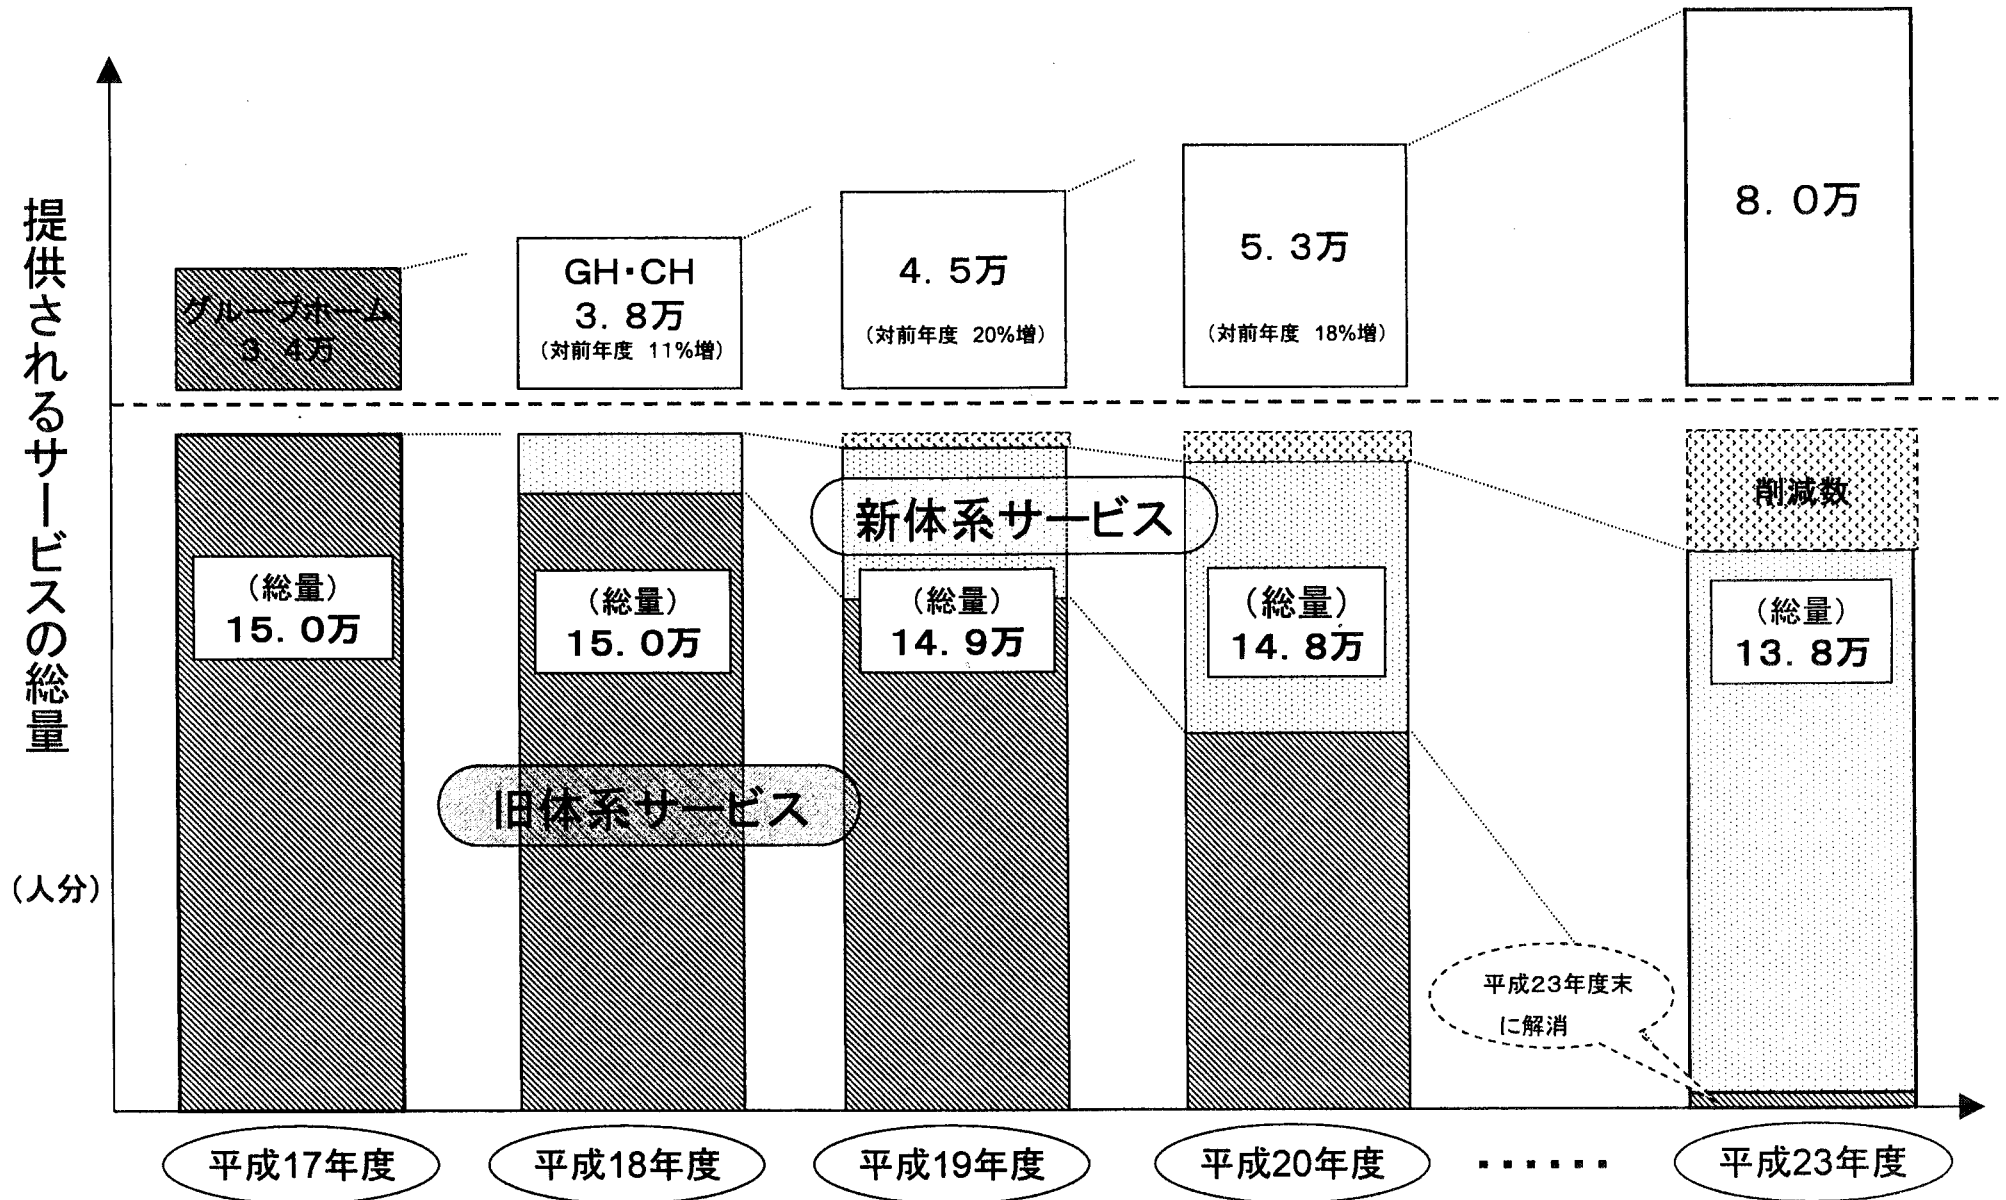 提供されるサービスの総量
(人分)
グループホーム
3.4万
GH・CH
3.8万
(対前年度 11%増)
4.5万
(対前年度 20%増)
5.3万
(対前年度 18%増)
8.0万
(総量)
15.0万
(総量)
15.0万
(総量)
14.9万
(総量)
14.8万
(総量)
13.8万
新体系サービス
旧体系サービス
削減数
平成23年度末
に解消
平成17年度
平成18年度
平成19年度
平成20年度
・・・・・・
平成23年度